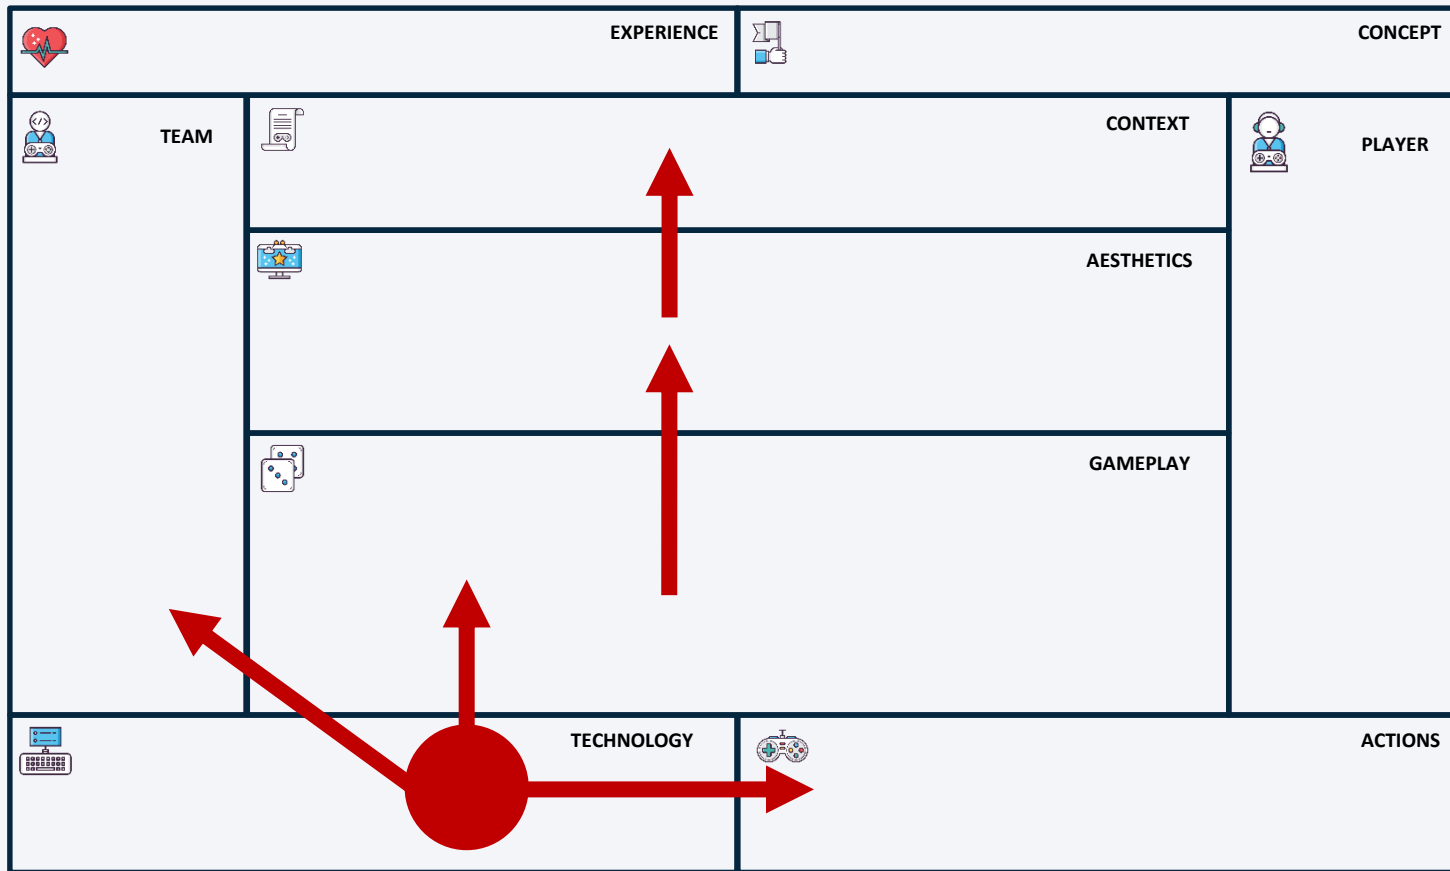 EXPERIENCE
CONCEPT
TEAM
CONTEXT
PLAYER
AESTHETICS
GAMEPLAY
TECHNOLOGY
ACTIONS